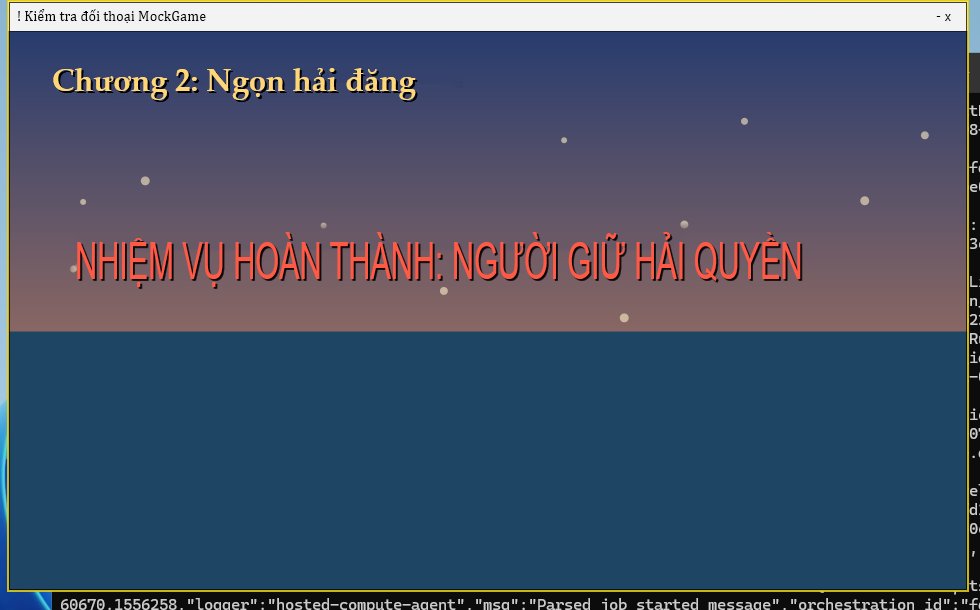 ! Kiểm tra đối thoại MockGame
- x
Chương 2: Ngọn hải đăng
NHIỆM VỤ HOÀN THÀNH: NGƯỜI GIỮ HẢI QUYỀN
60670.1556258,"logger":"hosted-compute-agent","msg":"Parsed job started message","orchestration_id":"f